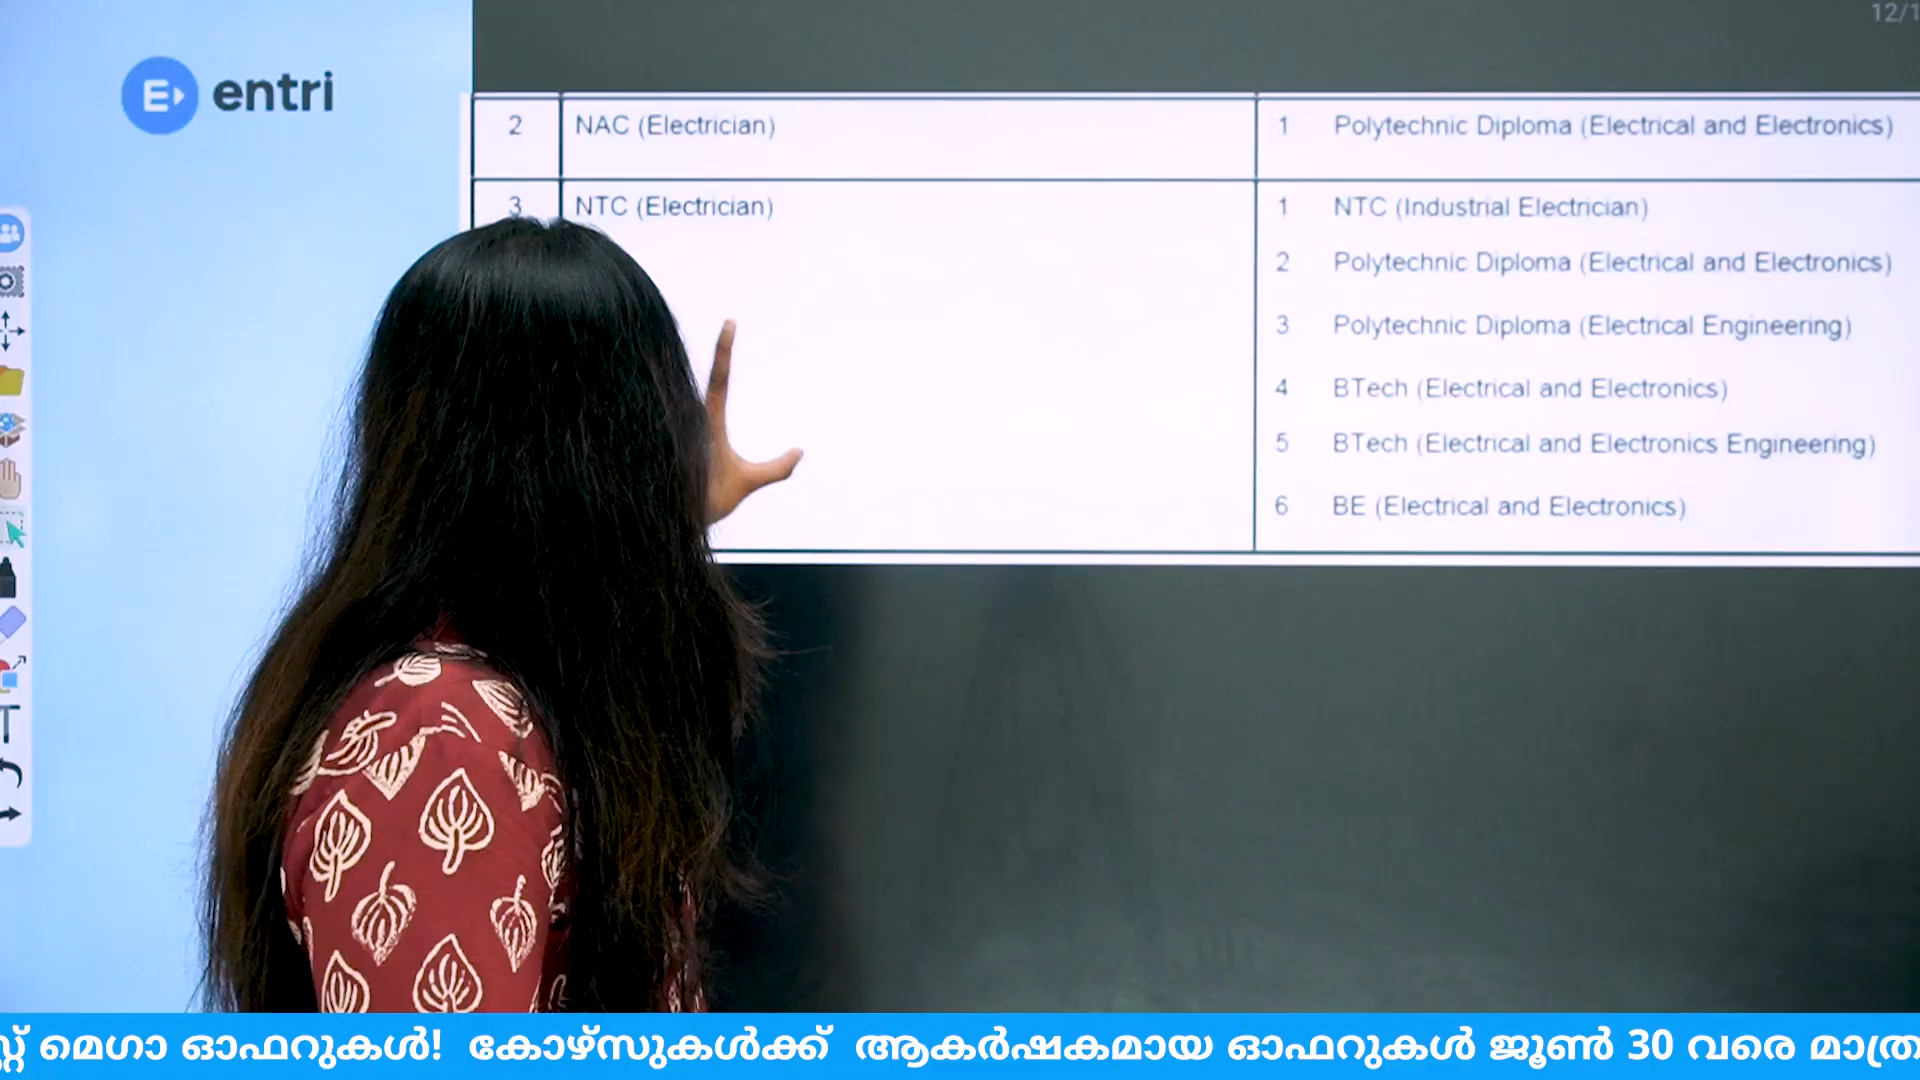 entri
12/1
2 NAC (Electrician) 1 Polytechnic Diploma (Electrical and Electronics)
3 NTC (Electrician) 1 NTC (Industrial Electrician)
2 Polytechnic Diploma (Electrical and Electronics)
3 Polytechnic Diploma (Electrical Engineering)
4 BTech (Electrical and Electronics)
5 BTech (Electrical and Electronics Engineering)
6 BE (Electrical and Electronics)
മെഗാ ഓഫറുകൾ! കോഴ്സുകൾക്ക് ആകർഷകമായ ഓഫറുകൾ ജൂൺ 30 വരെ